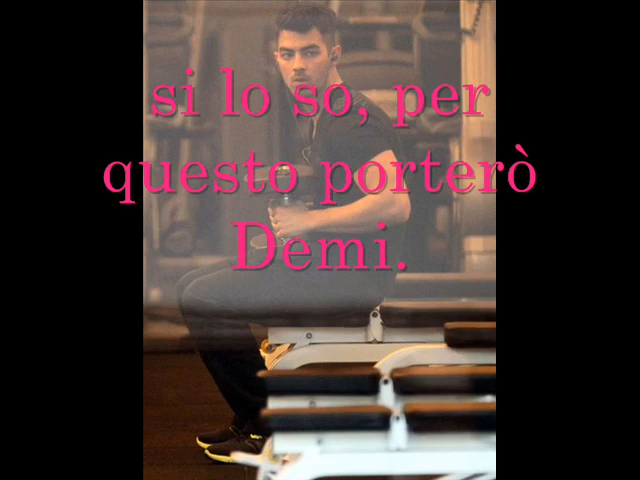 si lo so, per
questo porterò
Demi.